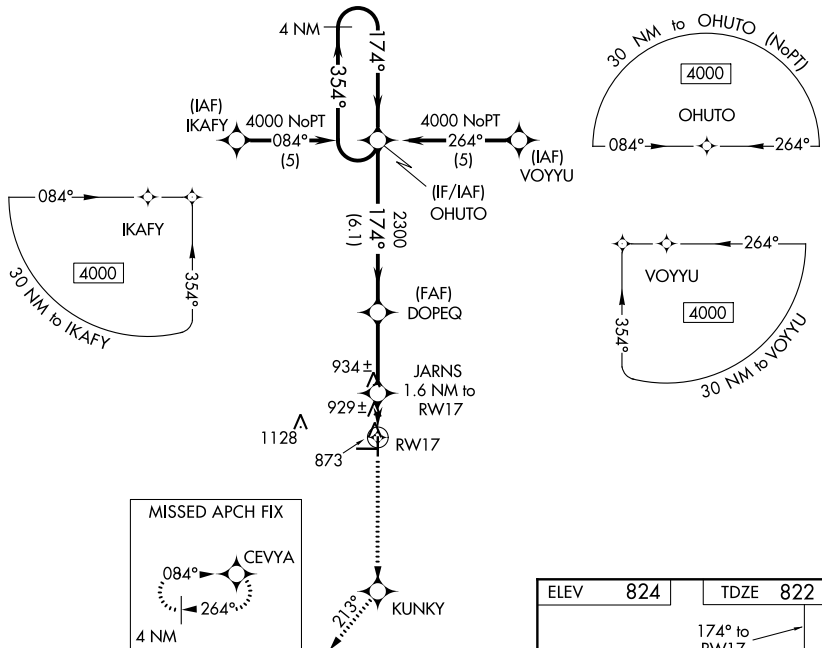 4 NM
174°
354°
30 NM to OHUTO (NoPT)
4000
OHUTO
084°
264°
(IAF)
IKAFY
4000 NoPT
084°
(5)
4000 NoPT
264°
(5)
(IAF)
VOYYU
(IF/IAF)
OHUTO
084°
IKAFY
4000
354°
30 NM to IKAFY
2300
174°
(6.1)
264°
VOYYU
4000
354°
30 NM to VOYYU
(FAF)
DOPEQ
934±
JARNS
1.6 NM to
RW17
929±
1128
873
RW17
MISSED APCH FIX
CEVYA
084°
264°
4 NM
213°
KUNKY
ELEV 824
TDZE 822
174° to
RW17